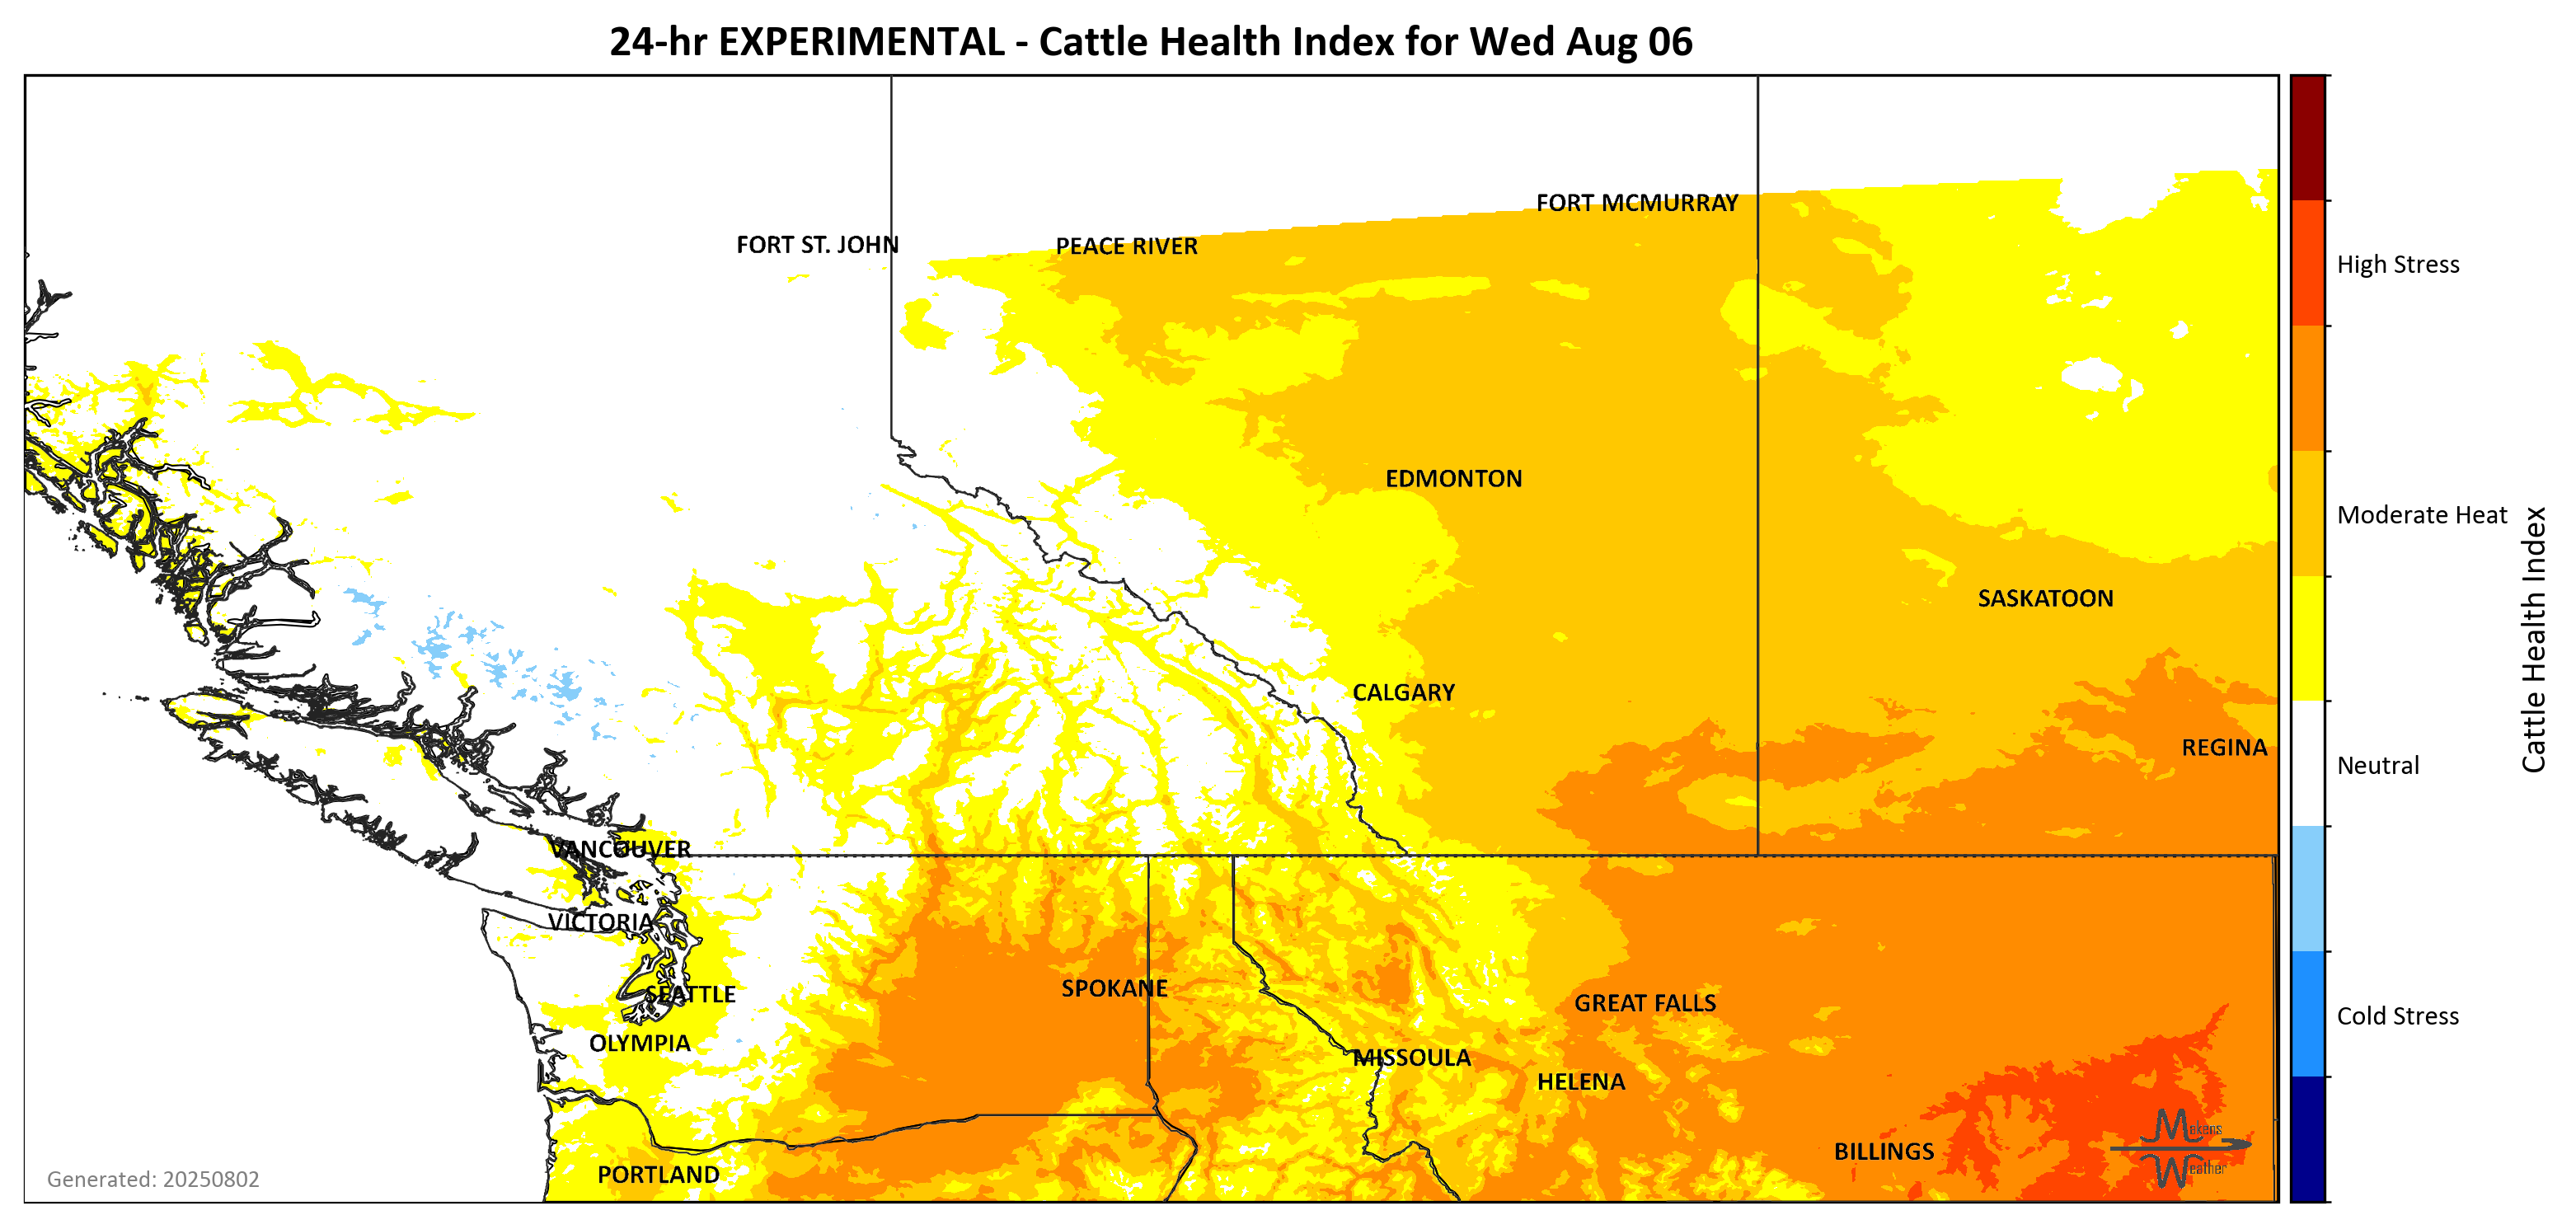 24-hr EXPERIMENTAL - Cattle Health Index for Wed Aug 06
FORT MCMURRAY
FORT ST. JOHN
PEACE RIVER
EDMONTON
SASKATOON
CALGARY
REGINA
VANCOUVER
VICTORIA
SPOKANE
SEATTLE
GREAT FALLS
OLYMPIA
MISSOULA
HELENA
BILLINGS
PORTLAND
Makens
Weather
Generated: 20250802
High Stress
Moderate Heat
Neutral
Cold Stress
Cattle Health Index